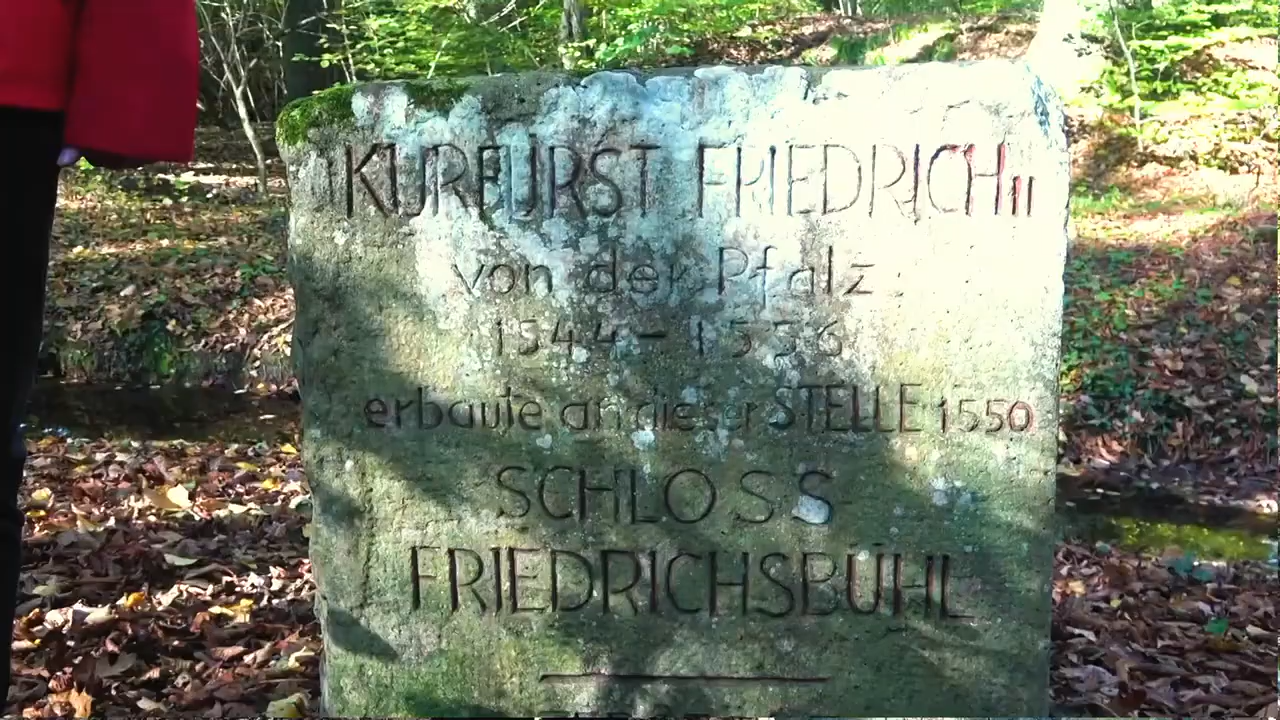 KURFÜRST FRIEDRICH II
von der Pfalz
1544-1556
erbaute an dieser STELLE 1550
SCHLOSS
FRIEDRICHSBÜHL